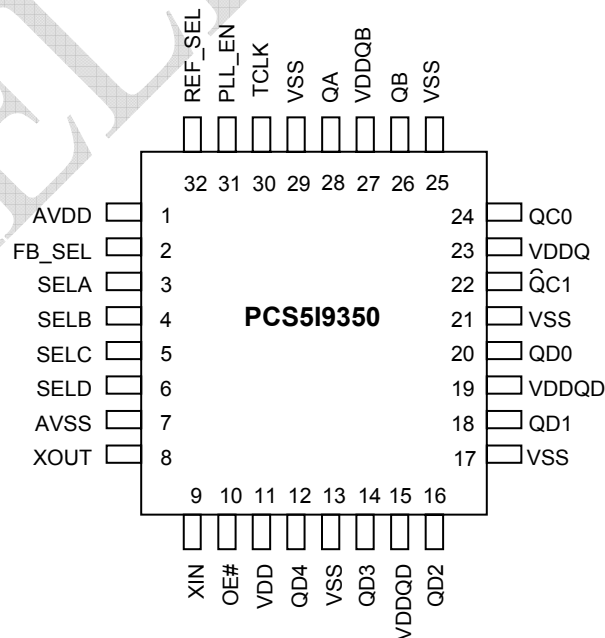 REF_SEL
PLL_EN
TCLK
VSS
QA
VDDQB
QB
VSS
32 31 30 29 28 27 26 25
AVDD 1
FB_SEL 2
SELA 3
SELB 4
SELC 5
SELD 6
AVSS 7
XOUT 8
PCS5I9350
24 QC0
23 VDDQ
22 QC1
21 VSS
20 QD0
19 VDDQD
18 QD1
17 VSS
9 10 11 12 13 14 15 16
XIN
OE#
VDD
QD4
VSS
QD3
VDDQD
QD2